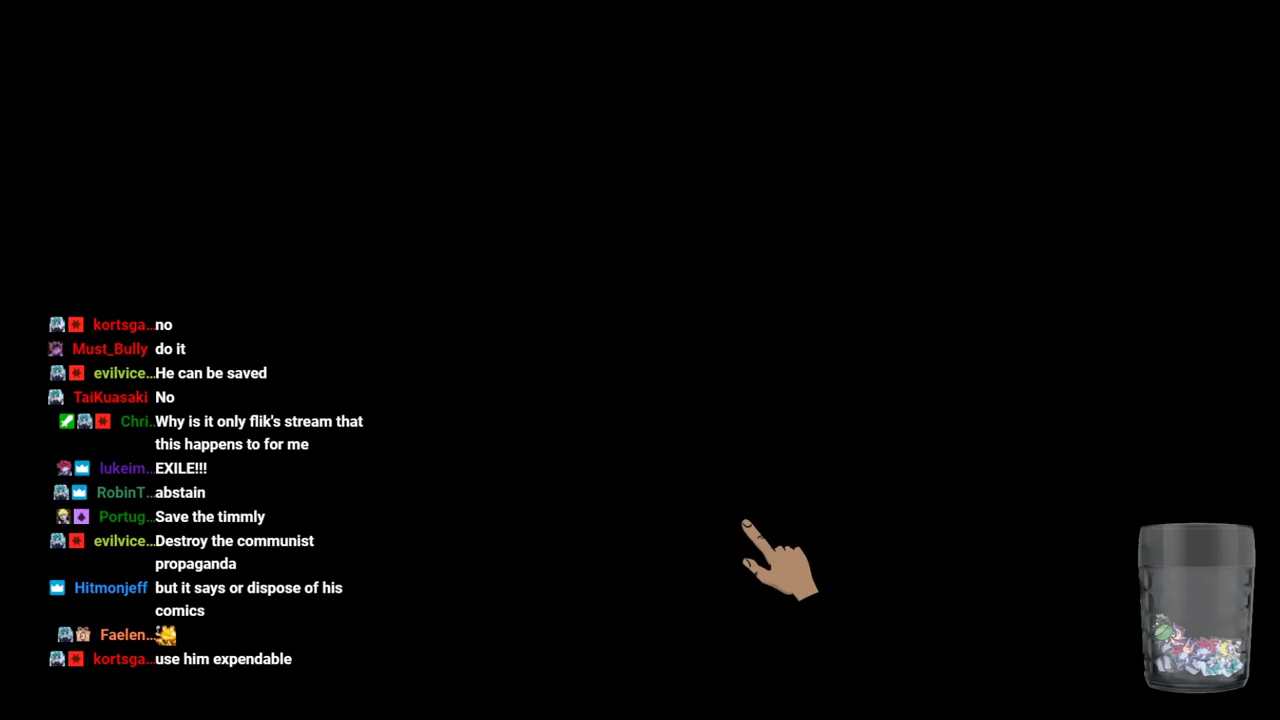 kortsga...no
Must_Bully do it
evilvice...He can be saved
TaiKuasaki No
Chri...Why is it only flik's stream that
this happens to for me
lukeim...EXILE!!!
RobinT...abstain
Portug...Save the timmly
evilvice...Destroy the communist
propaganda
Hitmonjeff but it says or dispose of his
comics
Faelen...
kortsga...use him expendable